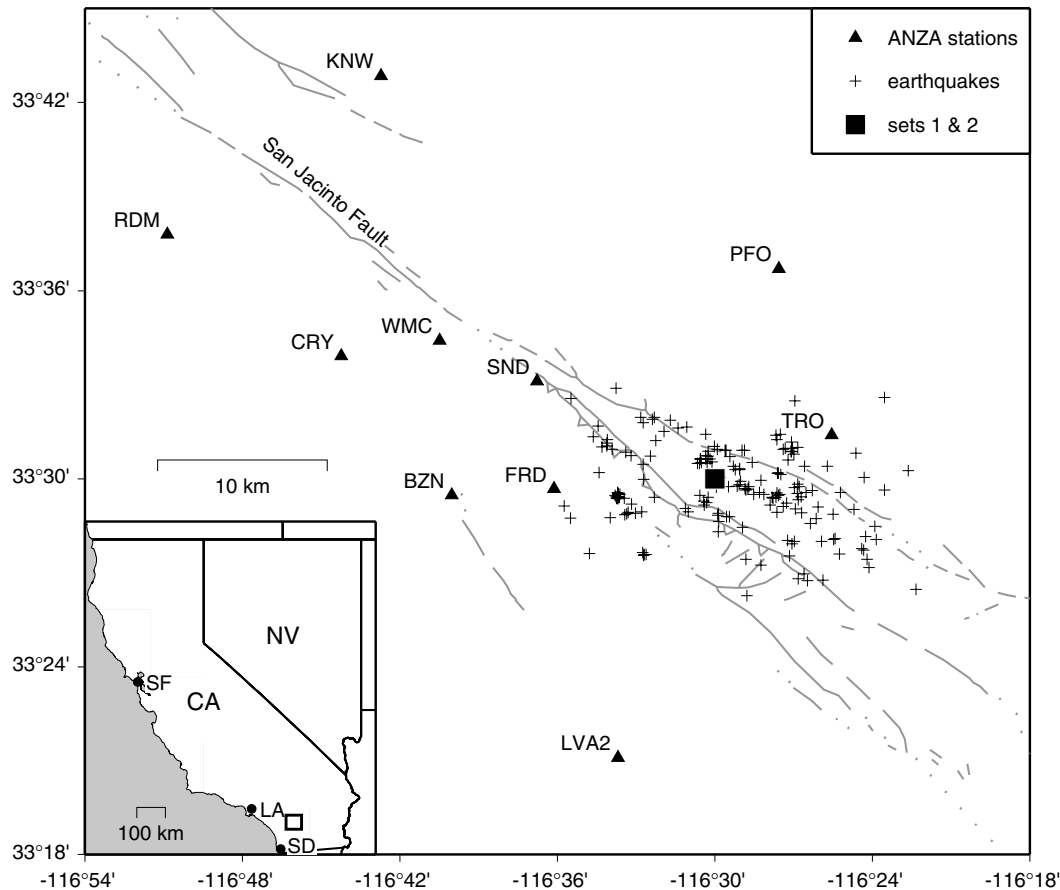 ANZA stations
earthquakes
sets 1 & 2
KNW
33°42'
San Jacinto Fault
RDM
PFO
33°36'
WMC
CRY
SND
TRO
33°30'
10 km
BZN
FRD
NV
33°24'
SF
CA
LVA2
LA
100 km
SD
33°18'
-116°54'
-116°48'
-116°42'
-116°36'
-116°30'
-116°24'
-116°18'